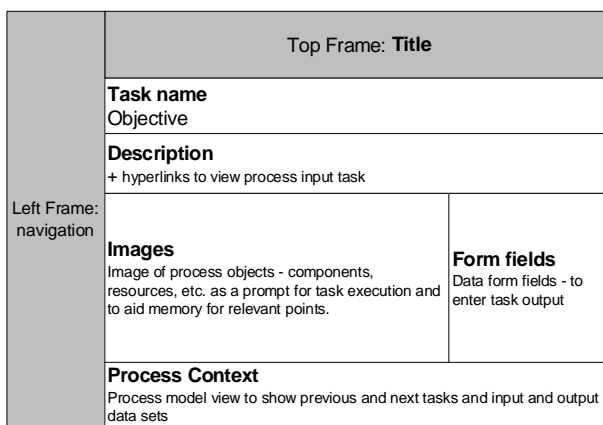 Top Frame: Title
Task name
Objective
Description
+ hyperlinks to view process input task
Left Frame:
navigation
Images
Image of process objects - components,
resources, etc. as a prompt for task execution and
to aid memory for relevant points.
Form fields
Data form fields - to
enter task output
Process Context
Process model view to show previous and next tasks and input and output
data sets